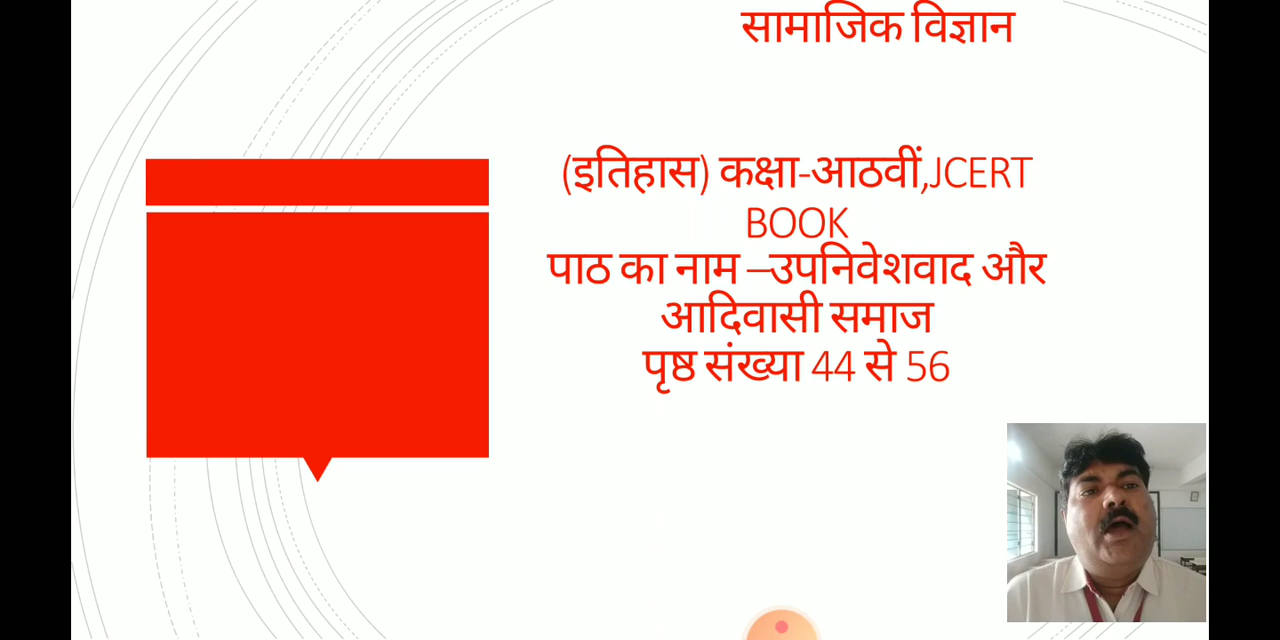 सामाजिक विज्ञान
(इतिहास) कक्षा-आठवीं,JCERT
BOOK
पाठ का नाम –उपनिवेशवाद और
आदिवासी समाज
पृष्ठ संख्या 44 से 56